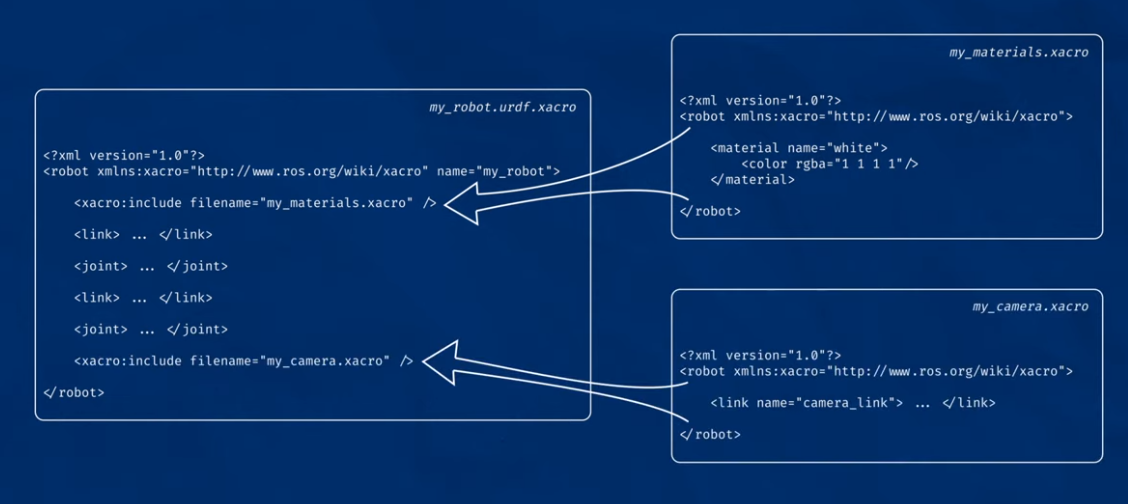 my_robot.urdf.xacro
<?xml version="1.0"?>
<robot xmlns:xacro="http://www.ros.org/wiki/xacro" name="my_robot">
<xacro:include filename="my_materials.xacro" />
<link> ... </link>
<joint> ... </joint>
<link> ... </link>
<joint> ... </joint>
<xacro:include filename="my_camera.xacro" />
</robot>
my_materials.xacro
<?xml version="1.0"?>
<robot xmlns:xacro="http://www.ros.org/wiki/xacro">
<material name="white">
<color rgba="1 1 1 1"/>
</material>
</robot>
my_camera.xacro
<?xml version="1.0"?>
<robot xmlns:xacro="http://www.ros.org/wiki/xacro">
<link name="camera_link"> ... </link>
</robot>